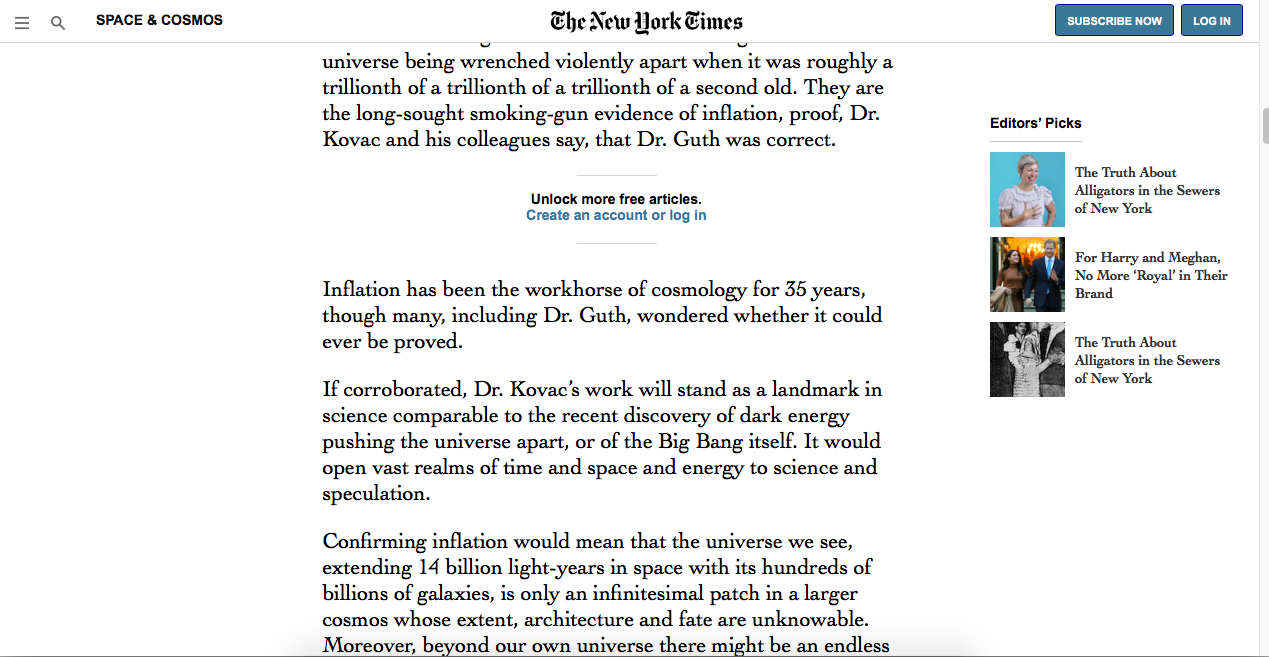 SPACE & COSMOS
The New York Times
SUBSCRIBE NOW
LOG IN
universe being wrenched violently apart when it was roughly a
trillionth of a trillionth of a trillionth of a second old. They are
the long-sought smoking-gun evidence of inflation, proof, Dr.
Kovac and his colleagues say, that Dr. Guth was correct.
Unlock more free articles.
Create an account or log in
Inflation has been the workhorse of cosmology for 35 years,
though many, including Dr. Guth, wondered whether it could
ever be proved.
If corroborated, Dr. Kovac’s work will stand as a landmark in
science comparable to the recent discovery of dark energy
pushing the universe apart, or of the Big Bang itself. It would
open vast realms of time and space and energy to science and
speculation.
Confirming inflation would mean that the universe we see,
extending 14 billion light-years in space with its hundreds of
billions of galaxies, is only an infinitesimal patch in a larger
cosmos whose extent, architecture and fate are unknowable.
Moreover, beyond our own universe there might be an endless
Editors’ Picks
The Truth About
Alligators in the Sewers
of New York
For Harry and Meghan,
No More ‘Royal’ in Their
Brand
The Truth About
Alligators in the Sewers
of New York